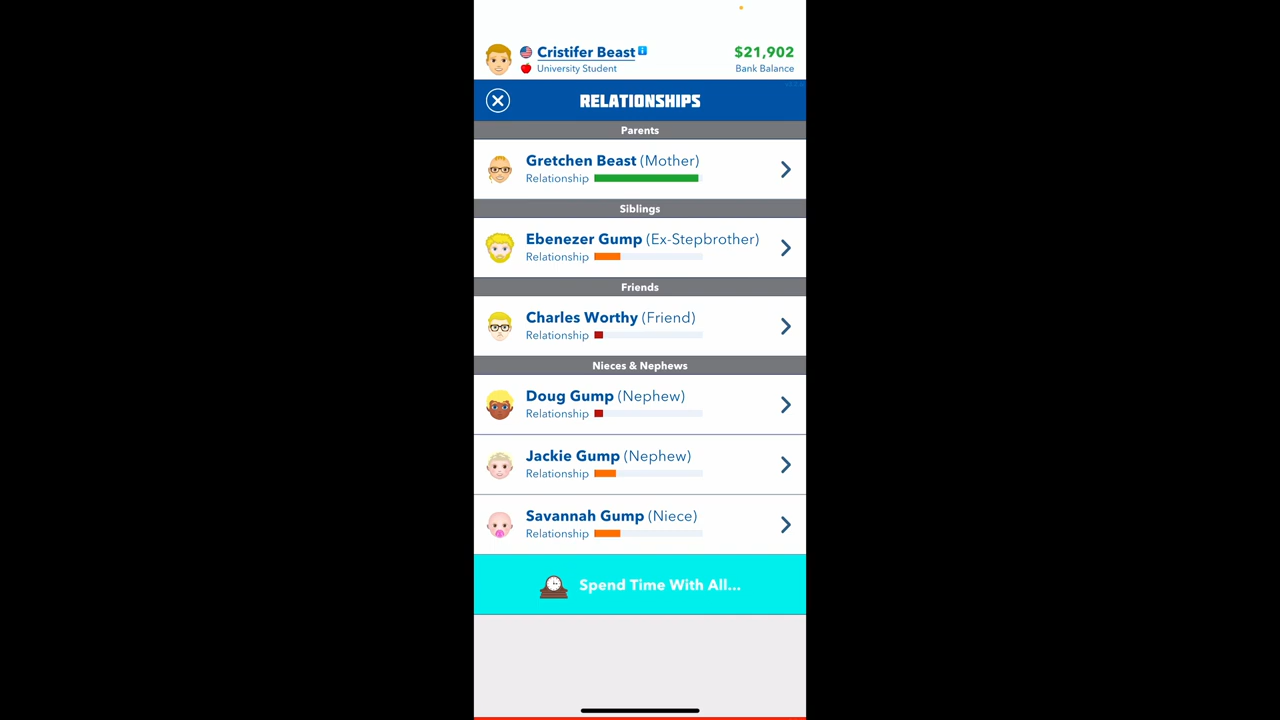 Cristifer Beast
$21,902
University Student
Bank Balance
RELATIONSHIPS
Parents
Gretchen Beast (Mother)
Relationship
Siblings
Ebenezer Gump (Ex-Stepbrother)
Relationship
Friends
Charles Worthy (Friend)
Relationship
Nieces & Nephews
Doug Gump (Nephew)
Relationship
Jackie Gump (Nephew)
Relationship
Savannah Gump (Niece)
Relationship
Spend Time With All...